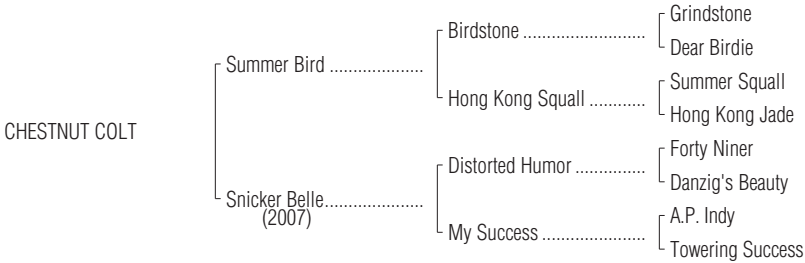 Grindstone
Birdstone ..........................
Dear Birdie
Summer Bird ....................
Summer Squall
Hong Kong Squall ............
Hong Kong Jade
CHESTNUT COLT
Forty Niner
Distorted Humor ...............
Danzig's Beauty
Snicker Belle.....................
(2007)
A.P. Indy
My Success ......................
Towering Success